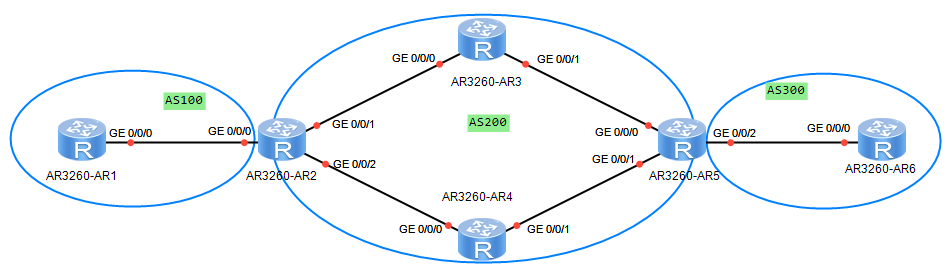 GE 0/0/0
GE 0/0/1
AR3260-AR3
AS100
AS200
AS300
GE 0/0/0
GE 0/0/0
GE 0/0/1
GE 0/0/0
GE 0/0/2
GE 0/0/0
R
R
R
R
R
R
AR3260-AR1
AR3260-AR2
GE 0/0/2
GE 0/0/1
AR3260-AR5
AR3260-AR6
AR3260-AR4
GE 0/0/0
GE 0/0/1